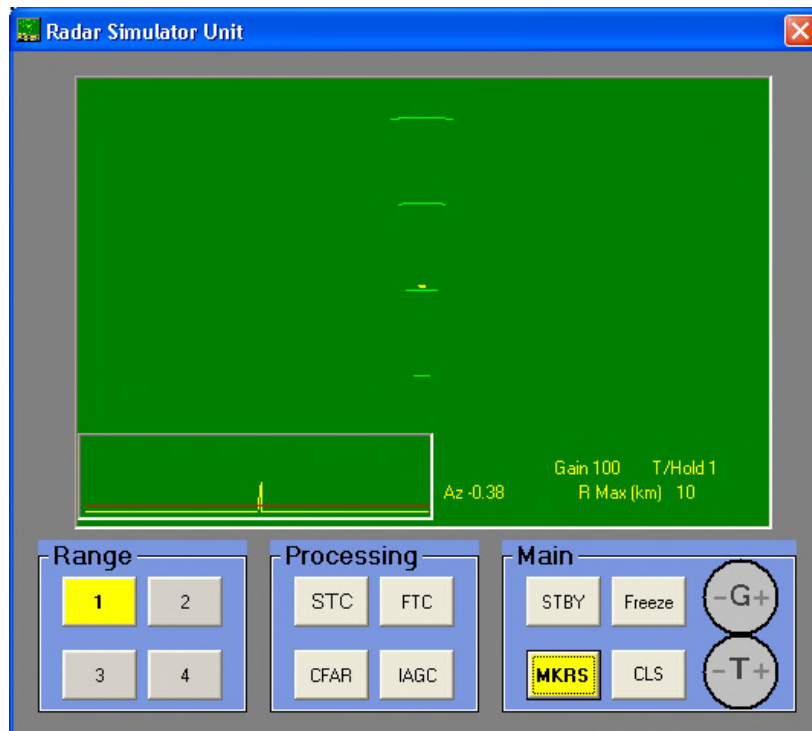 Radar Simulator Unit
Gain 100 T/Hold 1
Az -0.38 R Max (km) 10
Range
1 2
3 4
Processing
STC FTC
CFAR IAGC
Main
STBY Freeze -G+
MKRS CLS -T+